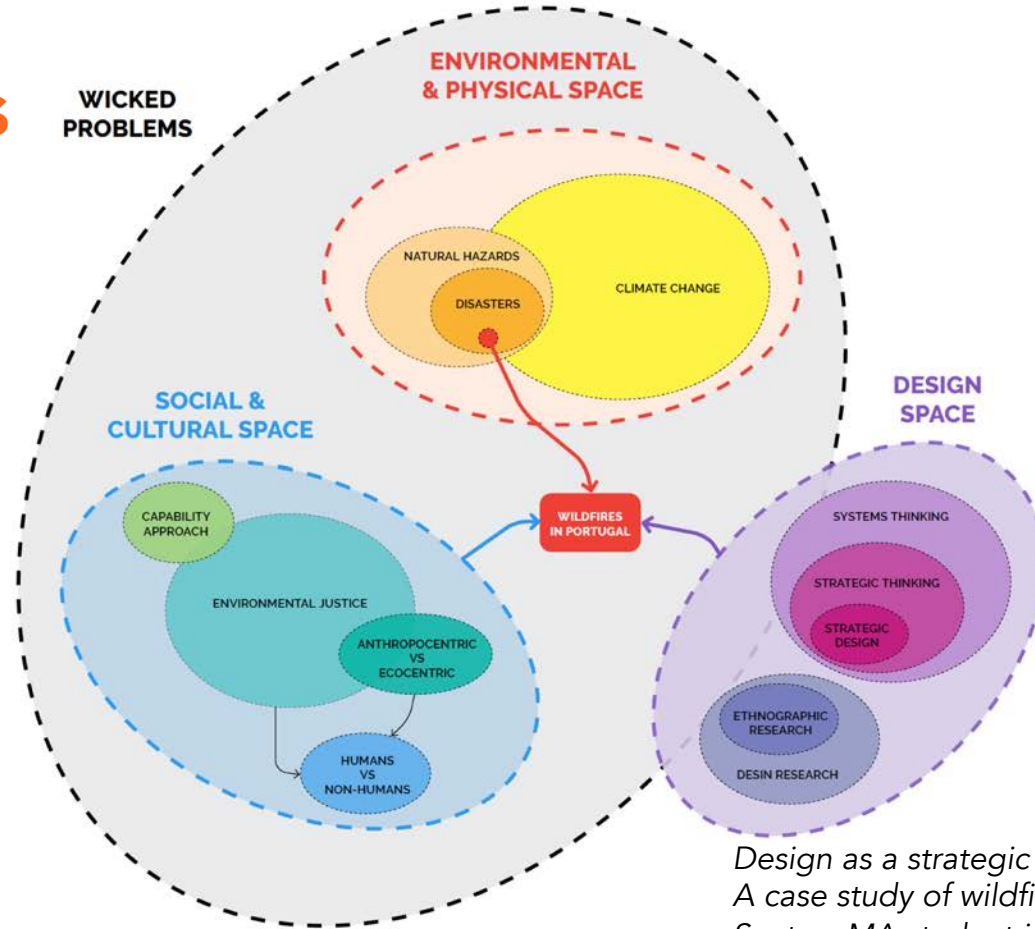 S
WICKED
PROBLEMS
ENVIRONMENTAL
& PHYSICAL SPACE
NATURAL HAZARDS
DISASTERS
CLIMATE CHANGE
SOCIAL &
CULTURAL SPACE
DESIGN
SPACE
CAPABILITY
APPROACH
WILDFIRES
IN PORTUGAL
SYSTEMS THINKING
STRATEGIC THINKING
STRATEGIC
DESIGN
ENVIRONMENTAL JUSTICE
ANTHROPOCENTRIC
VS
ECOCENTRIC
ETHNOGRAPHIC
RESEARCH
DESIN RESEARCH
HUMANS
VS
NON-HUMANS
Design as a strategic
A case study of